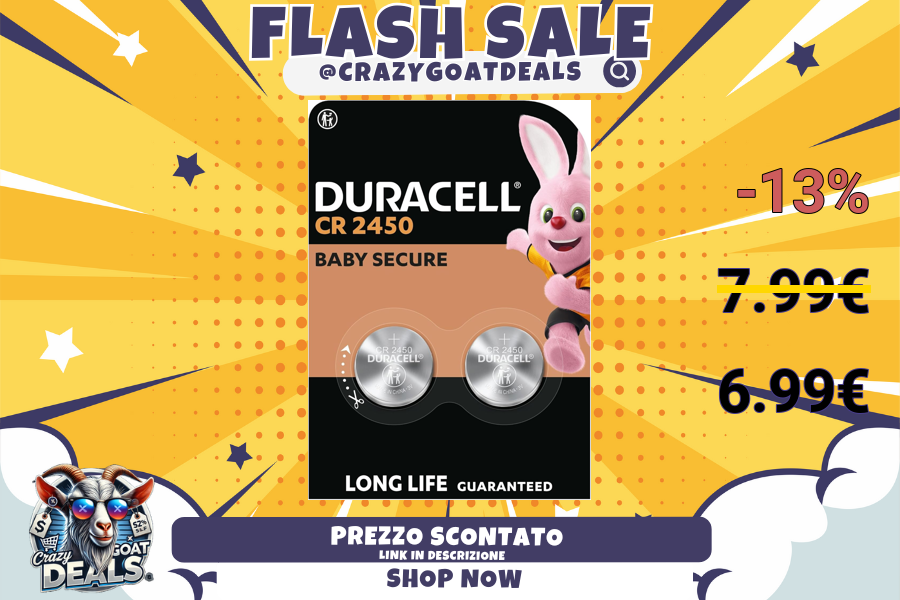 FLASH SALE
@CRAZYGOATDEALS
DURACELL®
CR 2450
BABY SECURE
CR 2450
DURACELL®
CR 2450
DURACELL®
LONG LIFE GUARANTEED
-13%
7.99€
6.99€
$
52%
Crazy
GOAT
DEALS
PREZZO SCONTATO
LINK IN DESCRIZIONE
SHOP NOW